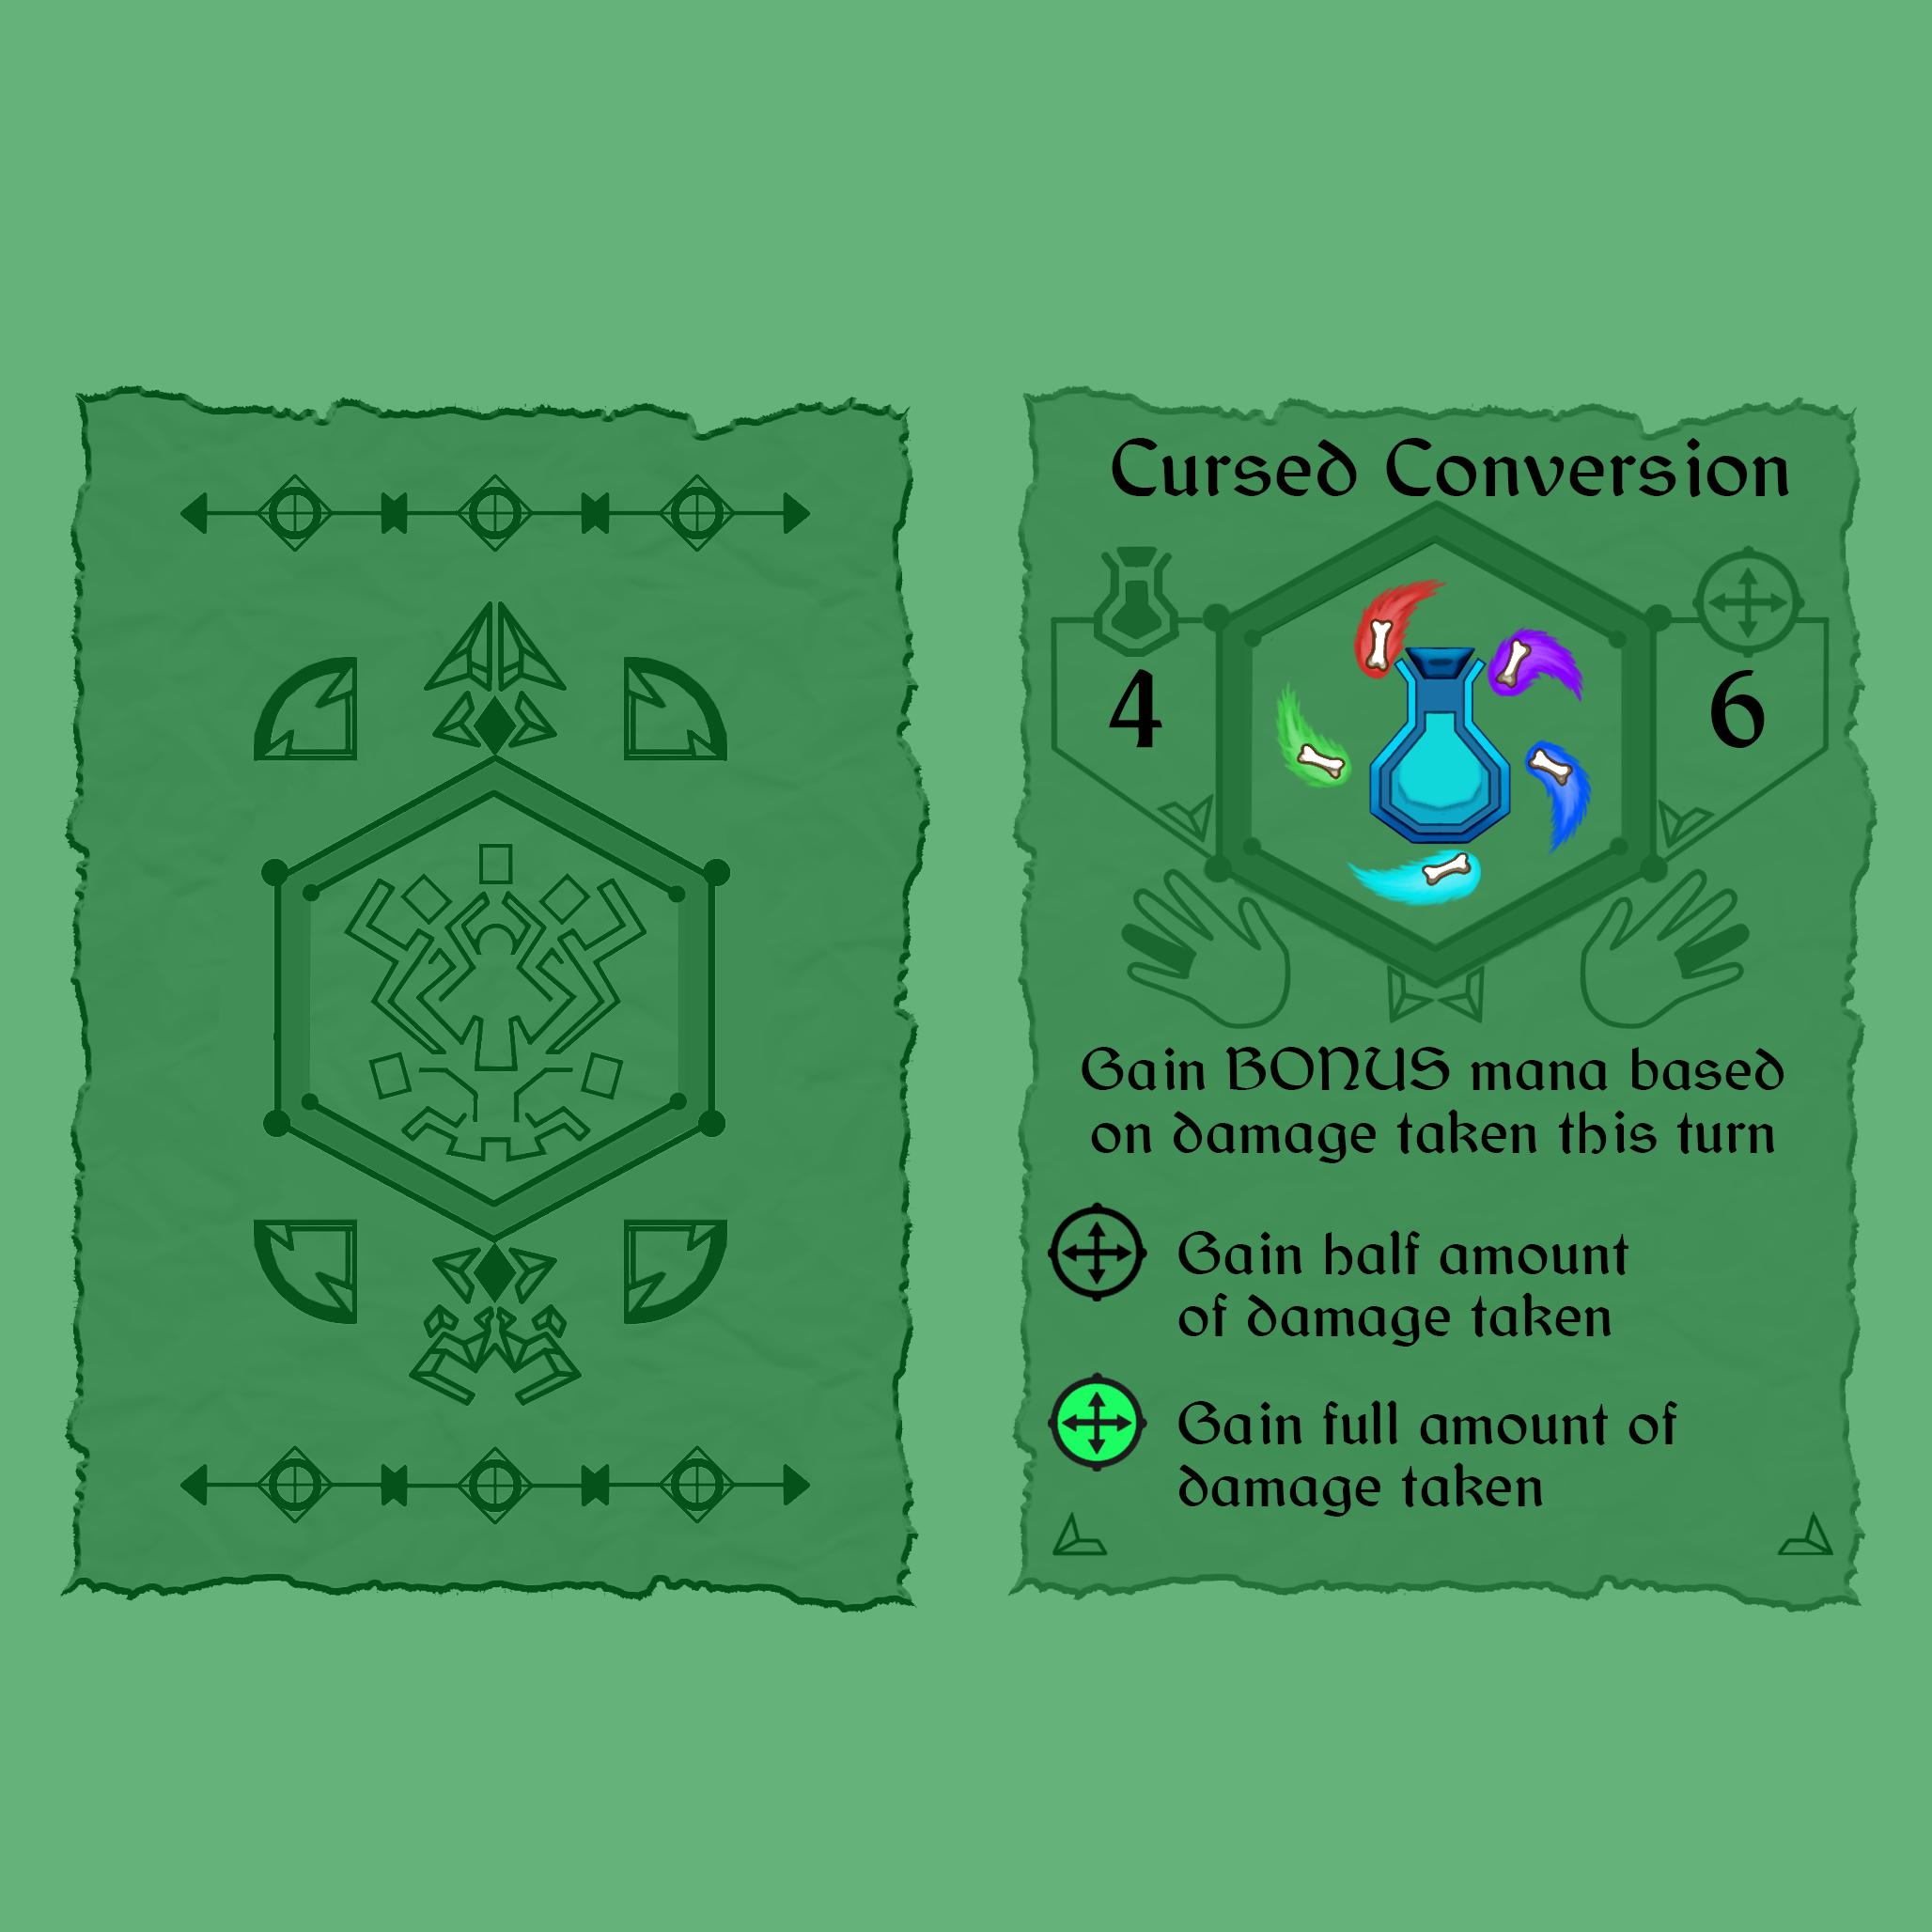 Cursed Conversion
4
6
Gain BONUS mana based
on damage taken this turn
Gain half amount
of damage taken
Gain full amount of
damage taken